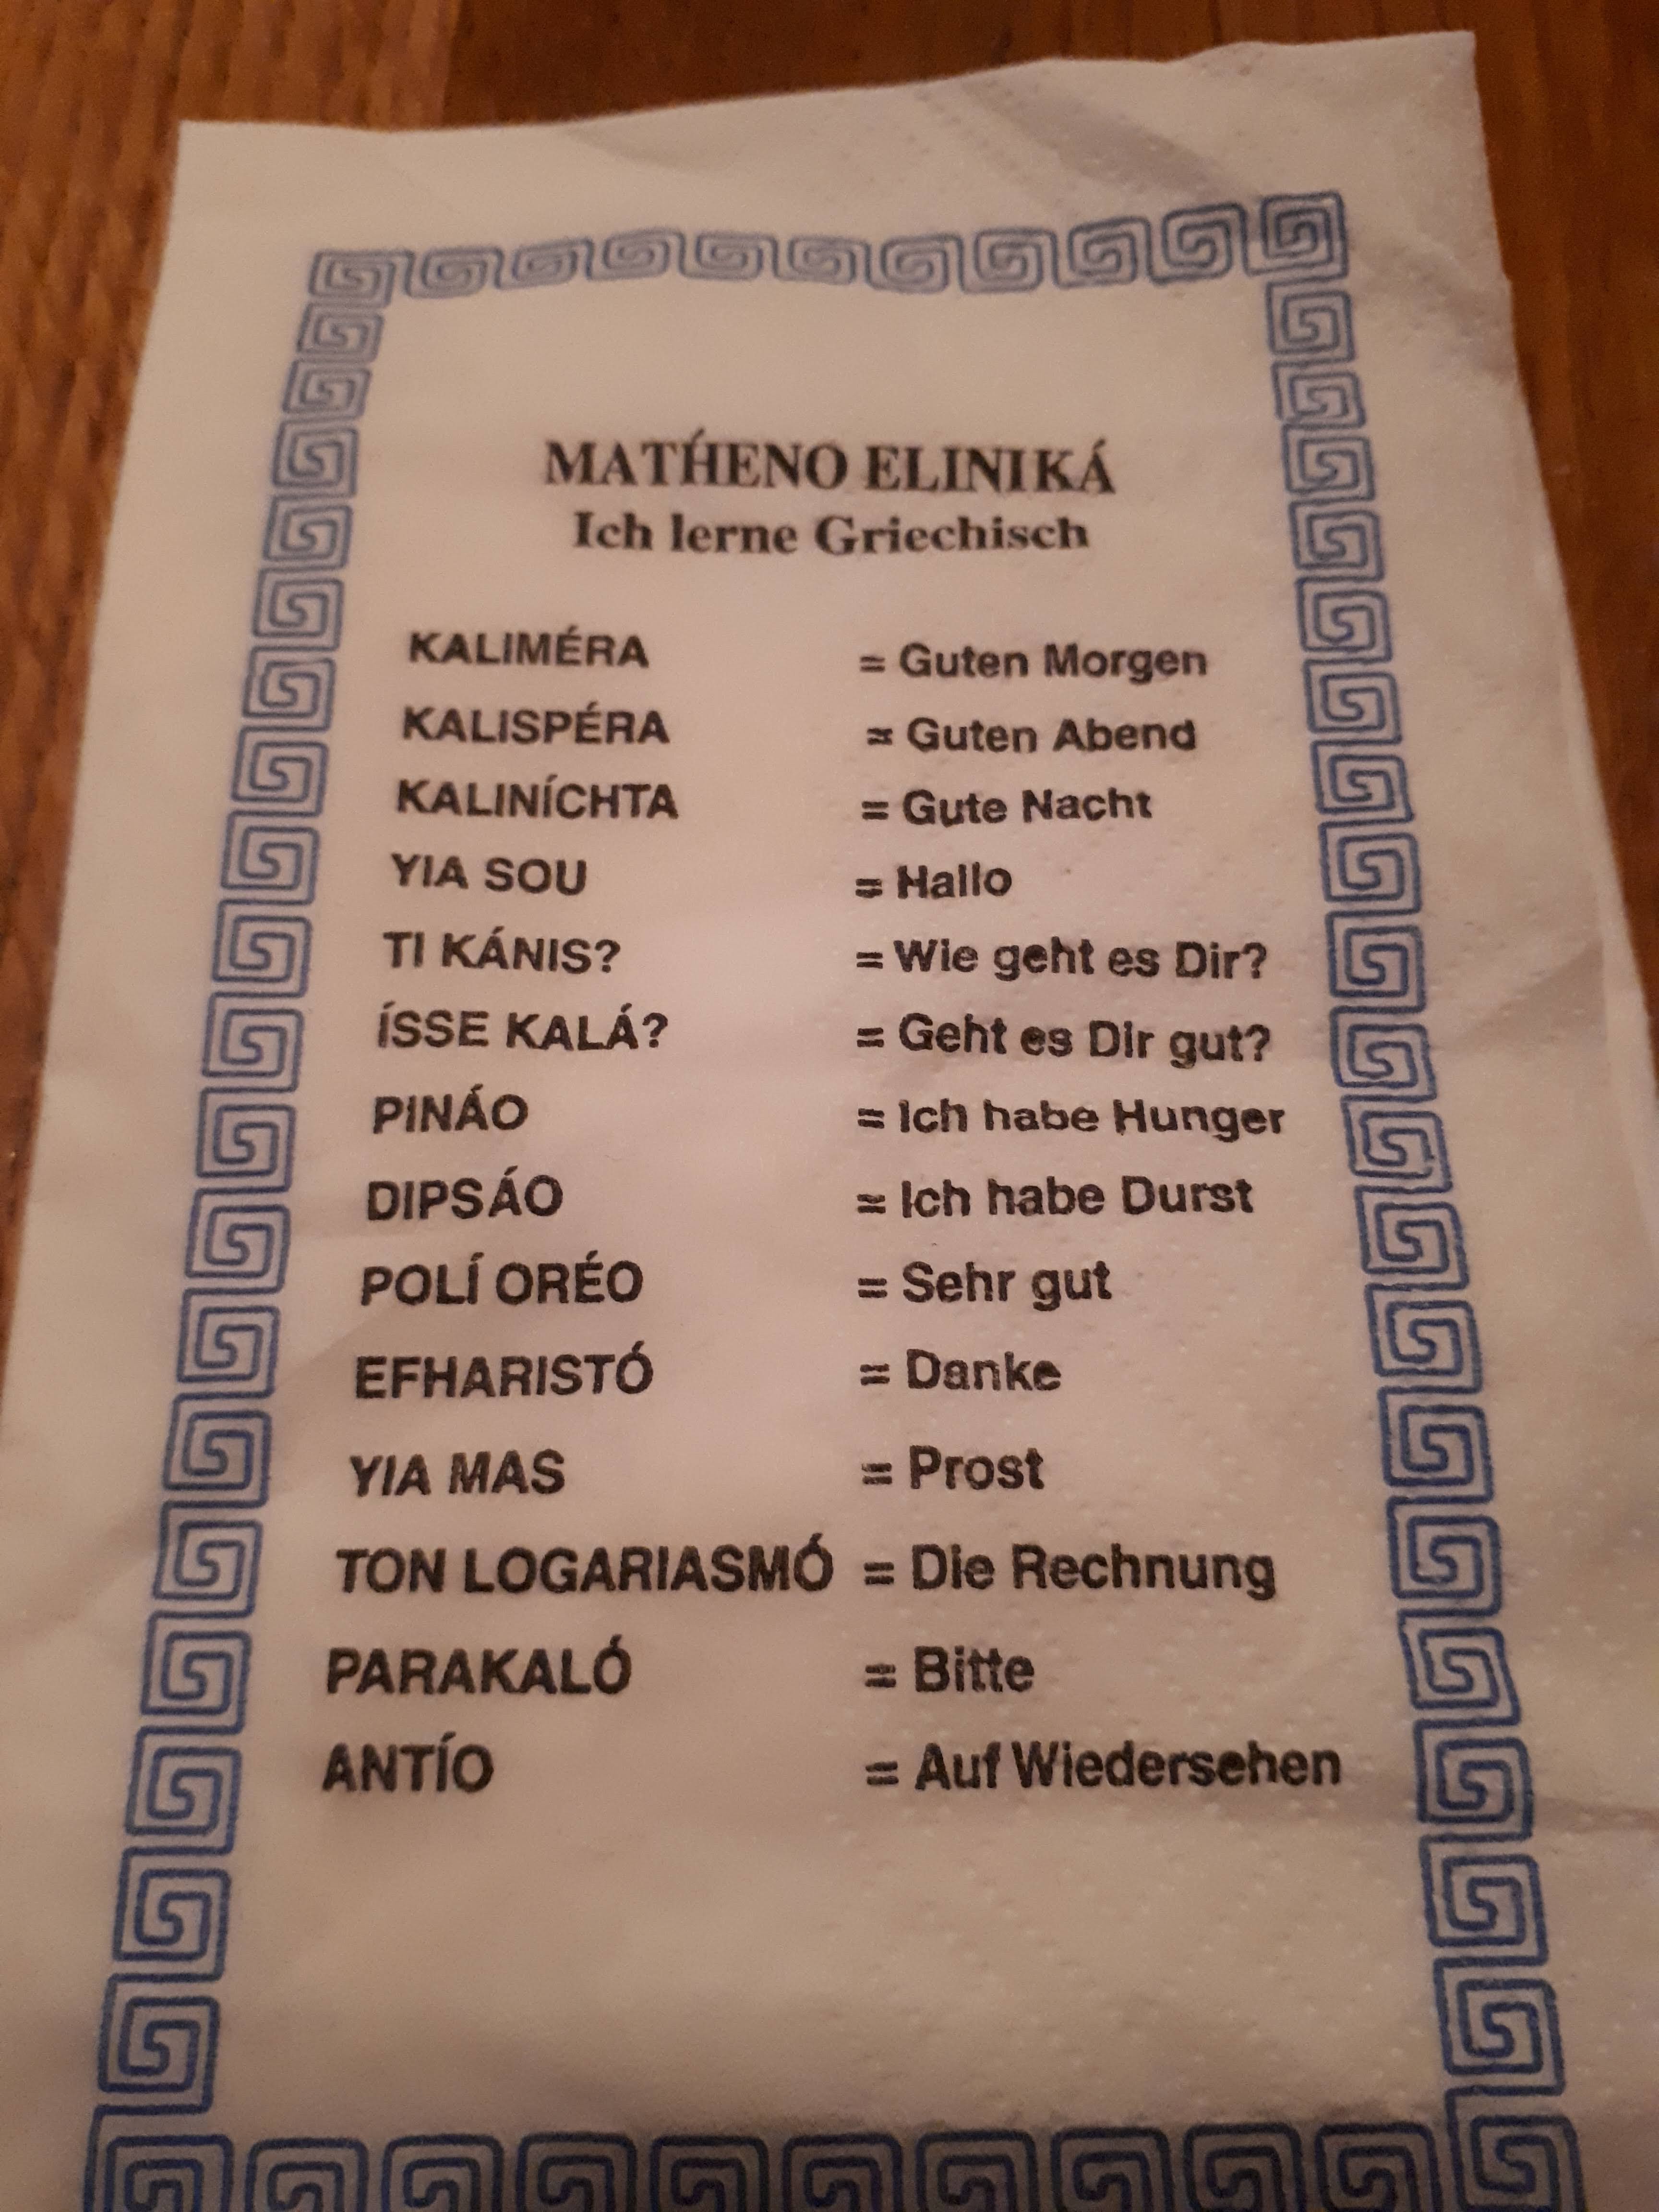 MATH́ENO ELINIKÁ
Ich lerne Griechisch
KALIMÉRA = Guten Morgen
KALISPÉRA = Guten Abend
KALINÍCHTA = Gute Nacht
YIA SOU = Hallo
TI KÁNIS? = Wie geht es Dir?
ÍSSE KALÁ? = Geht es Dir gut?
PINÁO = Ich habe Hunger
DIPSÁO = Ich habe Durst
POLÍ ORÉO = Sehr gut
EFHARISTÓ = Danke
YIA MAS = Prost
TON LOGARIASMÓ = Die Rechnung
PARAKALÓ = Bitte
ANTÍO = Auf Wiedersehen